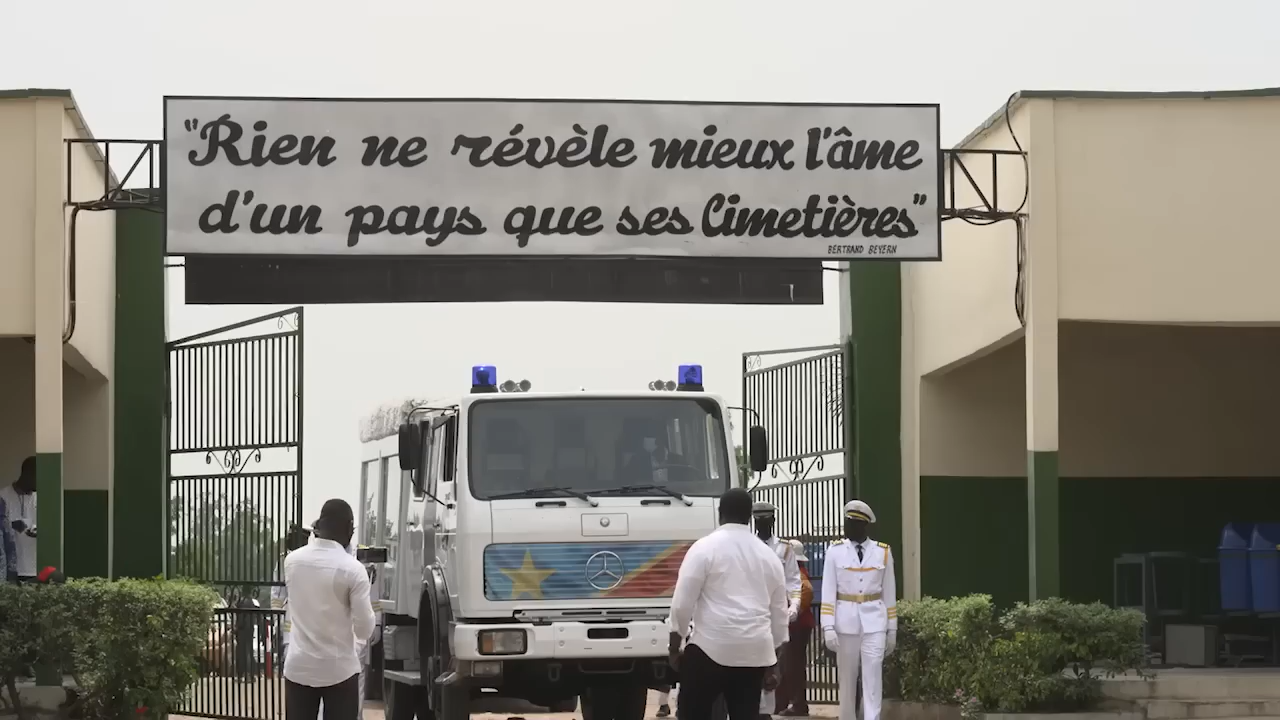 "Rien ne révèle mieux l'âme
d'un pays que ses Cimetières"
BERTRAND BEYERN